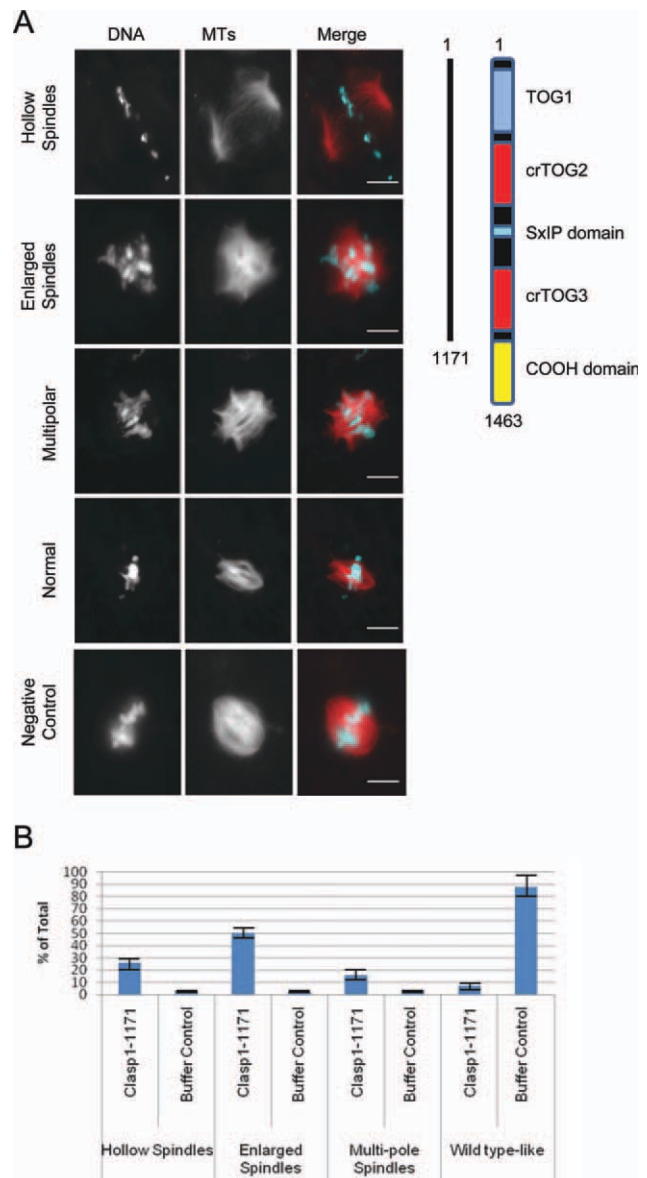 A
DNA MTs Merge
Hollow
Spindles
Enlarged
Spindles
Multipolar
Normal
Negative
Control
1 1
TOG1
crTOG2
SxIP domain
crTOG3
COOH domain
1171
1463
B
% of Total
100
90
80
70
60
50
40
30
20
10
0
Clasp1-1171
Buffer Control
Clasp1-1171
Buffer Control
Clasp1-1171
Buffer Control
Clasp1-1171
Buffer Control
Hollow Spindles
Enlarged
Spindles
Multi-pole
Spindles
Wild type-like